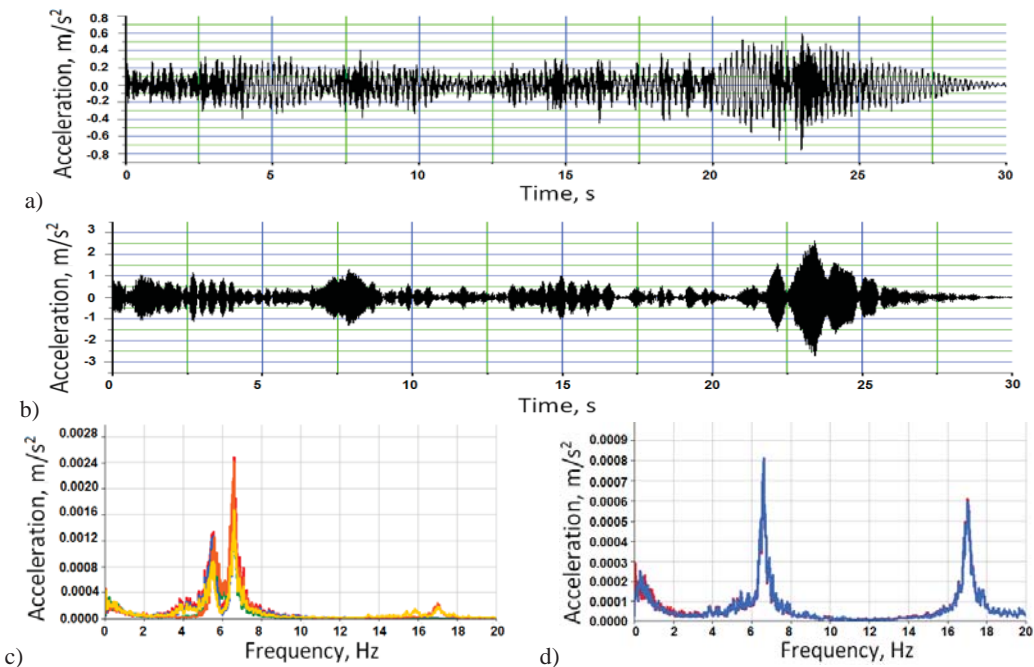 Acceleration, m/s²
0.8
0.6
0.4
0.2
0.0
-0.2
-0.4
-0.6
-0.8
0 5 10 15 20 25 30
Time, s
a)
Acceleration, m/s²
3
2
1
0
-1
-2
-3
0 5 10 15 20 25 30
Time, s
b)
Acceleration, m/s²
0.0028
0.0024
0.0018
0.0012
0.0004
0.0000
0 2 4 6 8 10 12 14 16 18 20
Frequency, Hz
c)
Acceleration, m/s²
0.0009
0.0008
0.0007
0.0006
0.0005
0.0004
0.0003
0.0002
0.0001
0.0000
0 2 4 6 8 10 12 14 16 18 20
Frequency, Hz
d)